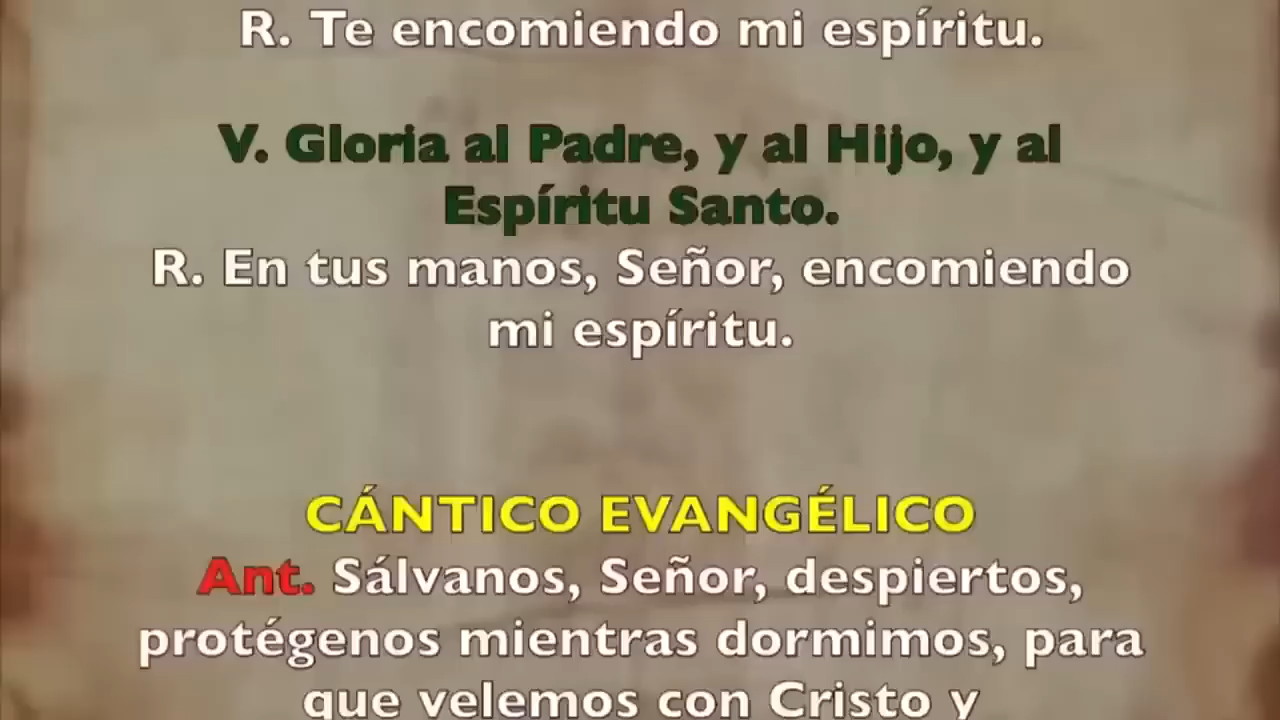 R. Te encomiendo mi espíritu.
V. Gloria al Padre, y al Hijo, y al
Espíritu Santo.
R. En tus manos, Señor, encomiendo
mi espíritu.
CÁNTICO EVANGÉLICO
Ant. Sálvanos, Señor, despiertos,
protégenos mientras dormimos, para
que velemos con Cristo y